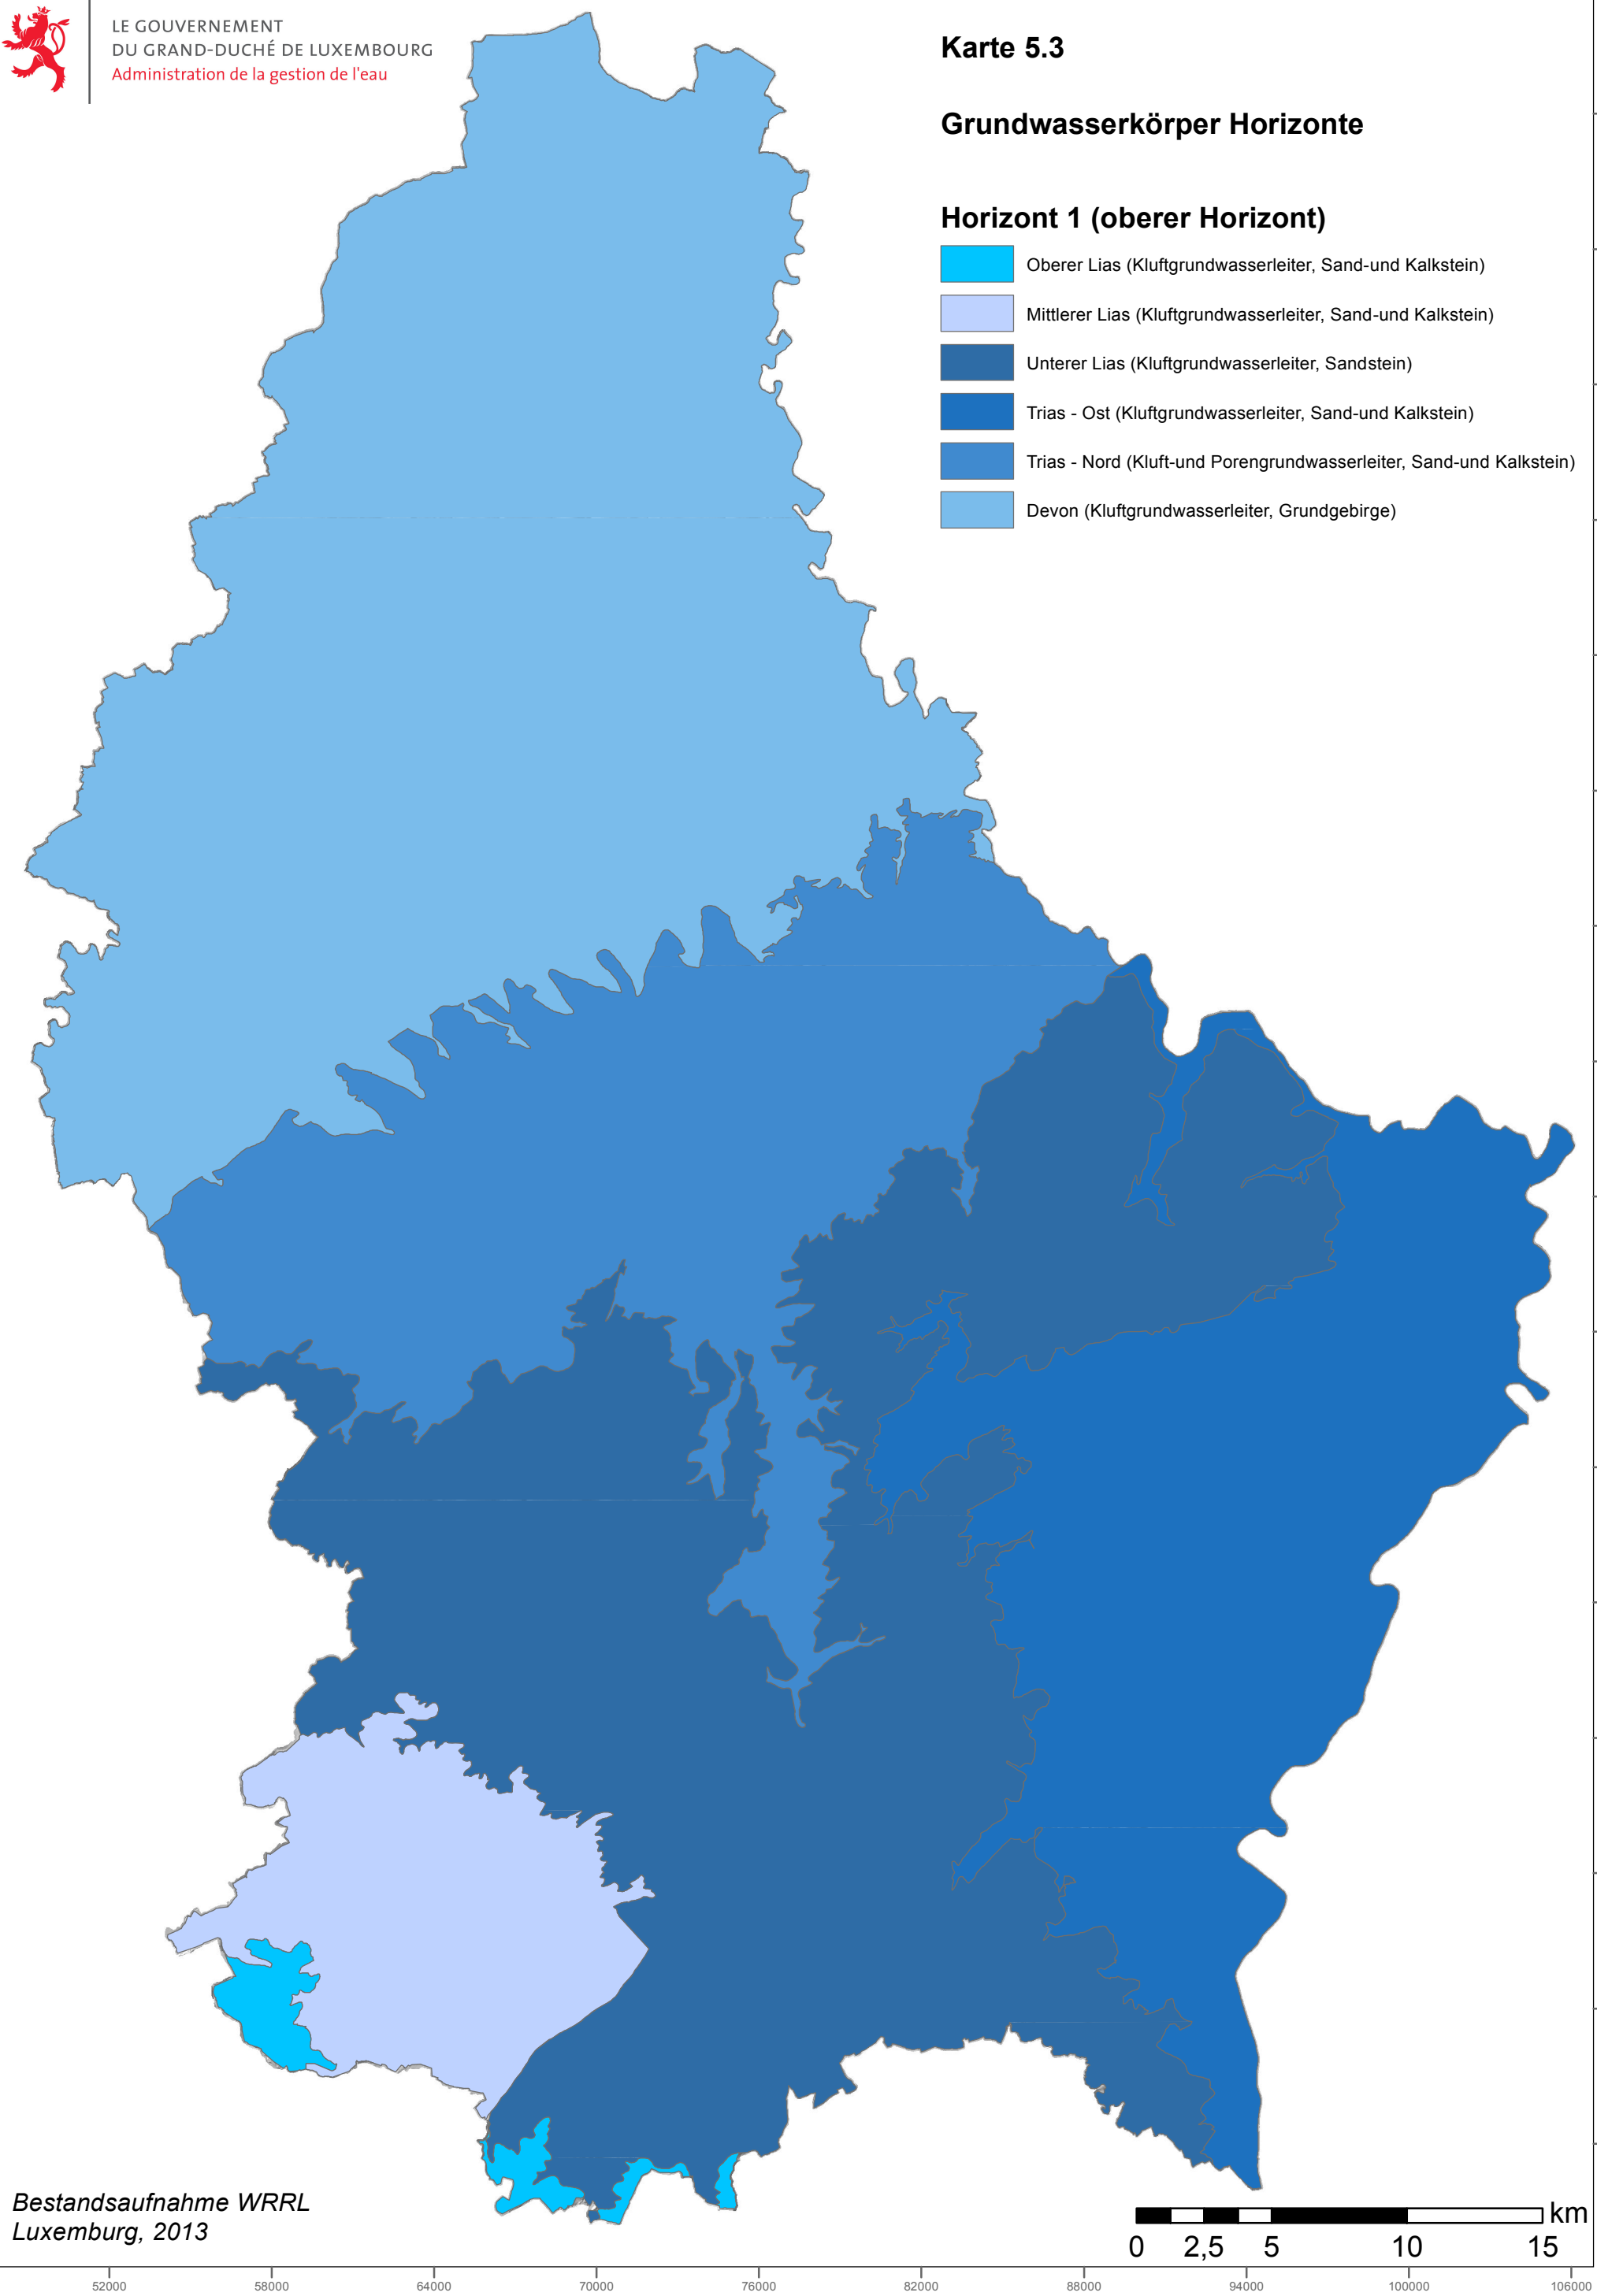 LE GOUVERNEMENT
DU GRAND-DUCHÉ DE LUXEMBOURG
Administration de la gestion de l'eau
Karte 5.3
Grundwasserkörper Horizonte
Horizont 1 (oberer Horizont)
Oberer Lias (Kluftgrundwasserleiter, Sand-und Kalkstein)
Mittlerer Lias (Kluftgrundwasserleiter, Sand-und Kalkstein)
Unterer Lias (Kluftgrundwasserleiter, Sandstein)
Trias - Ost (Kluftgrundwasserleiter, Sand-und Kalkstein)
Trias - Nord (Kluft-und Porengrundwasserleiter, Sand-und Kalkstein)
Devon (Kluftgrundwasserleiter, Grundgebirge)
Bestandsaufnahme WRRL
Luxemburg, 2013
km
0 2,5 5 10 15
52000 58000 64000 70000 76000 82000 88000 94000 100000 106000